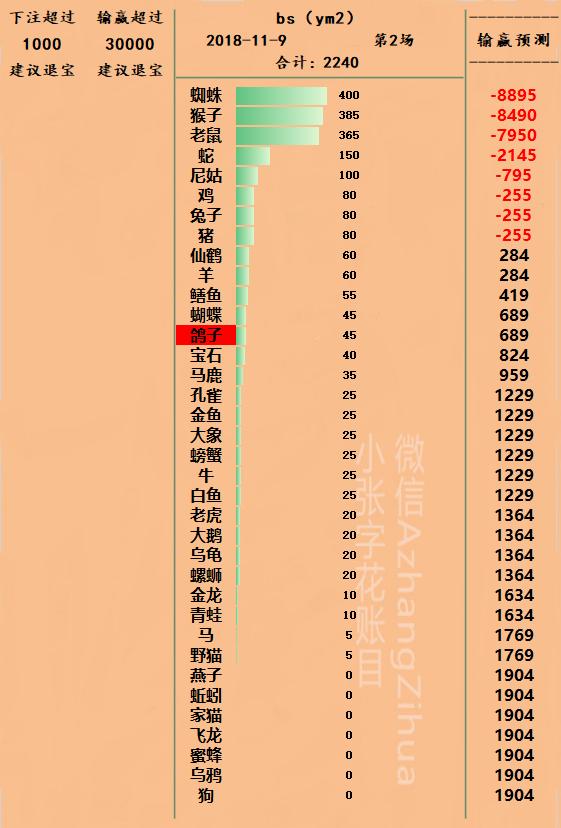 下注超过 输赢超过
1000 30000
建议退宝 建议退宝
bs（ym2）
2018-11-9 第2场
合计：2240
输赢预测
蜘蛛 400 -8895
猴子 385 -8490
老鼠 365 -7950
蛇 150 -2145
尼姑 100 -795
鸡 80 -255
兔子 80 -255
猪 80 -255
仙鹤 60 284
羊 60 284
鳝鱼 55 419
蝴蝶 45 689
鸽子 45 689
宝石 40 824
马鹿 35 959
孔雀 25 1229
金鱼 25 1229
大象 25 1229
螃蟹 25 1229
牛 25 1229
白鱼 25 1229
老虎 20 1364
大鹅 20 1364
乌龟 20 1364
螺蛳 20 1364
金龙 10 1634
青蛙 10 1634
马 5 1769
野猫 5 1769
燕子 0 1904
蚯蚓 0 1904
家猫 0 1904
飞龙 0 1904
蜜蜂 0 1904
乌鸦 0 1904
狗 0 1904
微信AzhangZihua
小张字花账目